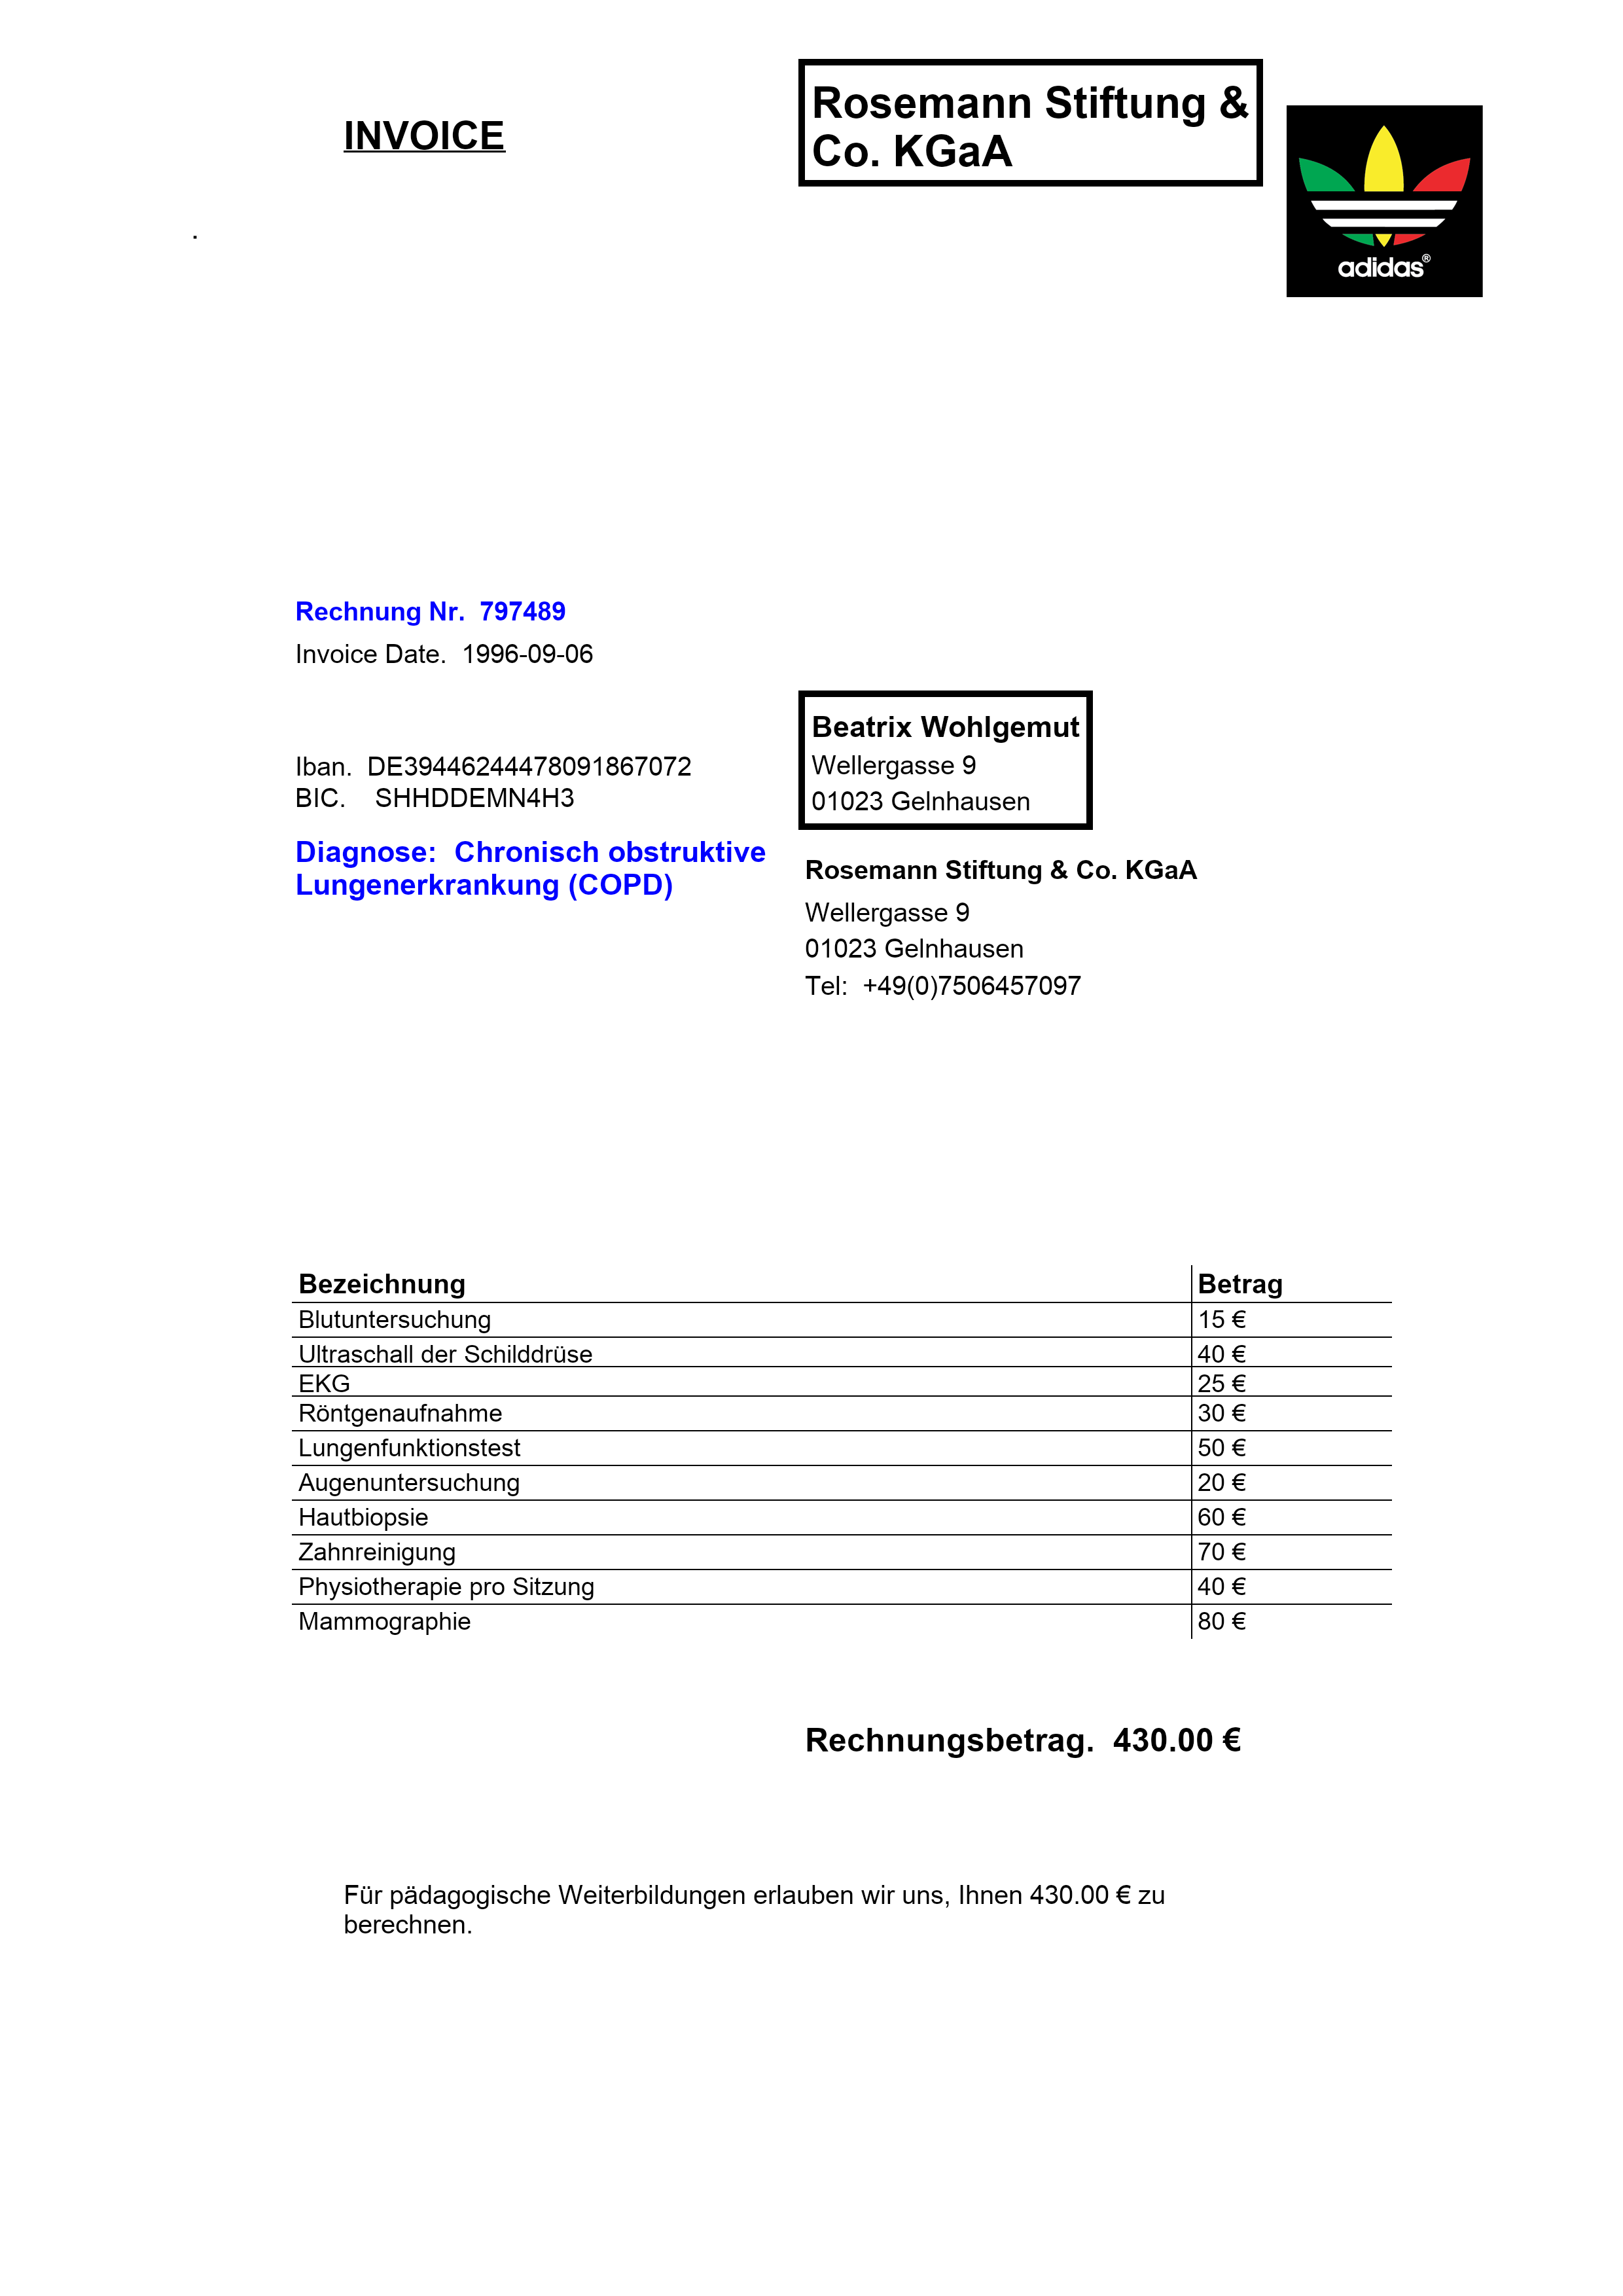 INVOICE
Rosemann Stiftung &
Co. KGaA
adidas®
.
Rechnung Nr. 797489
Invoice Date. 1996-09-06
Iban. DE39446244478091867072
BIC. SHHDDEMN4H3
Diagnose: Chronisch obstruktive
Lungenerkrankung (COPD)
Beatrix Wohlgemut
Wellergasse 9
01023 Gelnhausen
Rosemann Stiftung & Co. KGaA
Wellergasse 9
01023 Gelnhausen
Tel: +49(0)7506457097
Bezeichnung Betrag
Blutuntersuchung 15 €
Ultraschall der Schilddrüse 40 €
EKG 25 €
Röntgenaufnahme 30 €
Lungenfunktionstest 50 €
Augenuntersuchung 20 €
Hautbiopsie 60 €
Zahnreinigung 70 €
Physiotherapie pro Sitzung 40 €
Mammographie 80 €
Rechnungsbetrag. 430.00 €
Für pädagogische Weiterbildungen erlauben wir uns, Ihnen 430.00 € zu
berechnen.